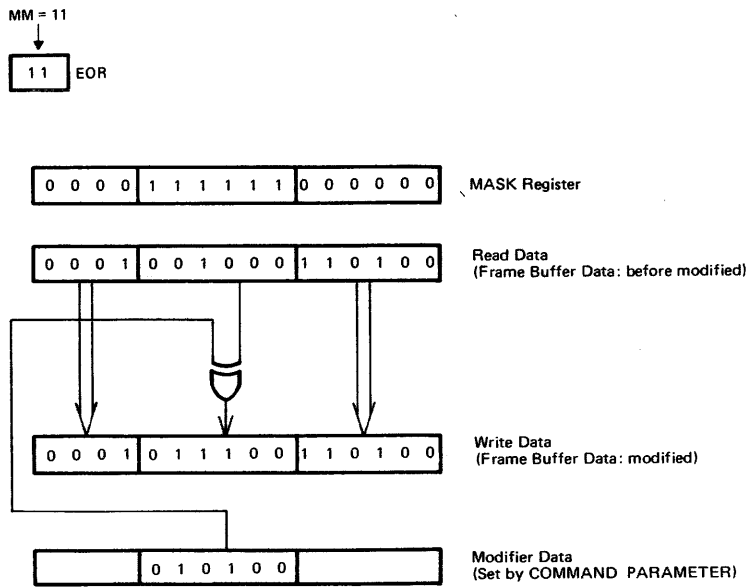 MM = 11
1 1 EOR
0 0 0 0 1 1 1 1 1 1 0 0 0 0 0 0 MASK Register
0 0 0 1 0 0 1 0 0 0 1 1 0 1 0 0 Read Data
(Frame Buffer Data: before modified)
0 0 0 1 0 1 1 1 0 0 1 1 0 1 0 0 Write Data
(Frame Buffer Data: modified)
0 1 0 1 0 0 Modifier Data
(Set by COMMAND PARAMETER)